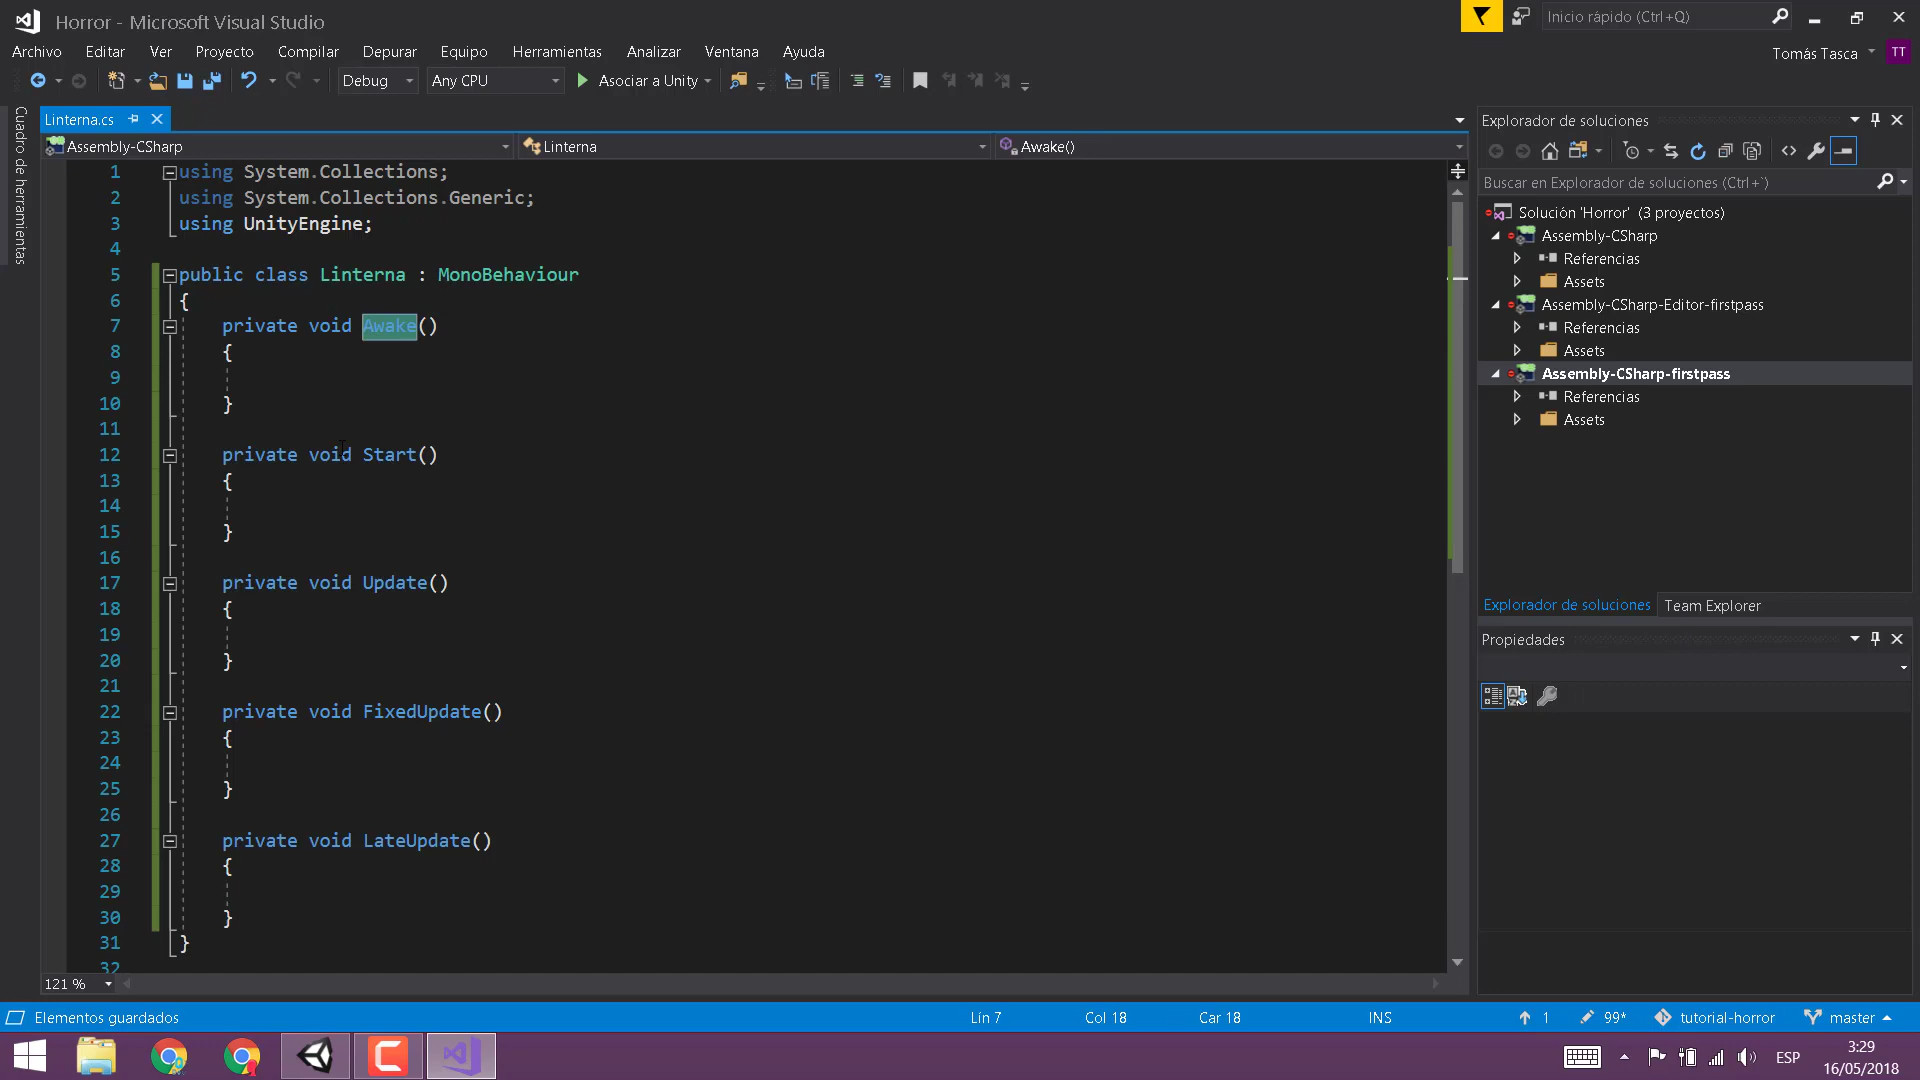 Horror - Microsoft Visual Studio
Inicio rápido (Ctrl+Q)
Archivo Editar Ver Proyecto Compilar Depurar Equipo Herramientas Analizar Ventana Ayuda
Tomás Tasca TT
Debug Any CPU Asociar a Unity
Cuadro de herramientas
Linterna.cs
Assembly-CSharp Linterna Awake()
1 using System.Collections;
2 using System.Collections.Generic;
3 using UnityEngine;
4
5 public class Linterna : MonoBehaviour
6 {
7 private void Awake()
8 {
9
10 }
11
12 private void Start()
13 {
14
15 }
16
17 private void Update()
18 {
19
20 }
21
22 private void FixedUpdate()
23 {
24
25 }
26
27 private void LateUpdate()
28 {
29
30 }
31 }
32
121 %
Explorador de soluciones
Buscar en Explorador de soluciones (Ctrl+`)
Solución 'Horror' (3 proyectos)
Assembly-CSharp
Referencias
Assets
Assembly-CSharp-Editor-firstpass
Referencias
Assets
Assembly-CSharp-firstpass
Referencias
Assets
Explorador de soluciones Team Explorer
Propiedades
Elementos guardados Lín 7 Col 18 Car 18 INS 1 99* tutorial-horror master
ESP
3:29
16/05/2018